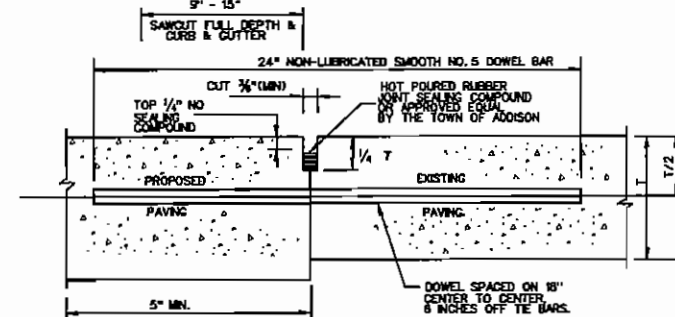 9" - 15"
SAWCUT FULL DEPTH &
CURB & GUTTER
24" NON-LUBRICATED SMOOTH NO. 5 DOWEL BAR
CUT 3/8" (MIN)
HOT POURED RUBBER
JOINT SEALING COMPOUND
OR APPROVED EQUAL
BY THE TOWN OF ADDISON
TOP 1/4" NO
SEALING
COMPOUND
1/4 T
PROPOSED
EXISTING
PAVING
PAVING
T
T/2
DOWEL SPACED ON 18"
CENTER TO CENTER,
6 INCHES OFF TIE BARS.
5" MIN.